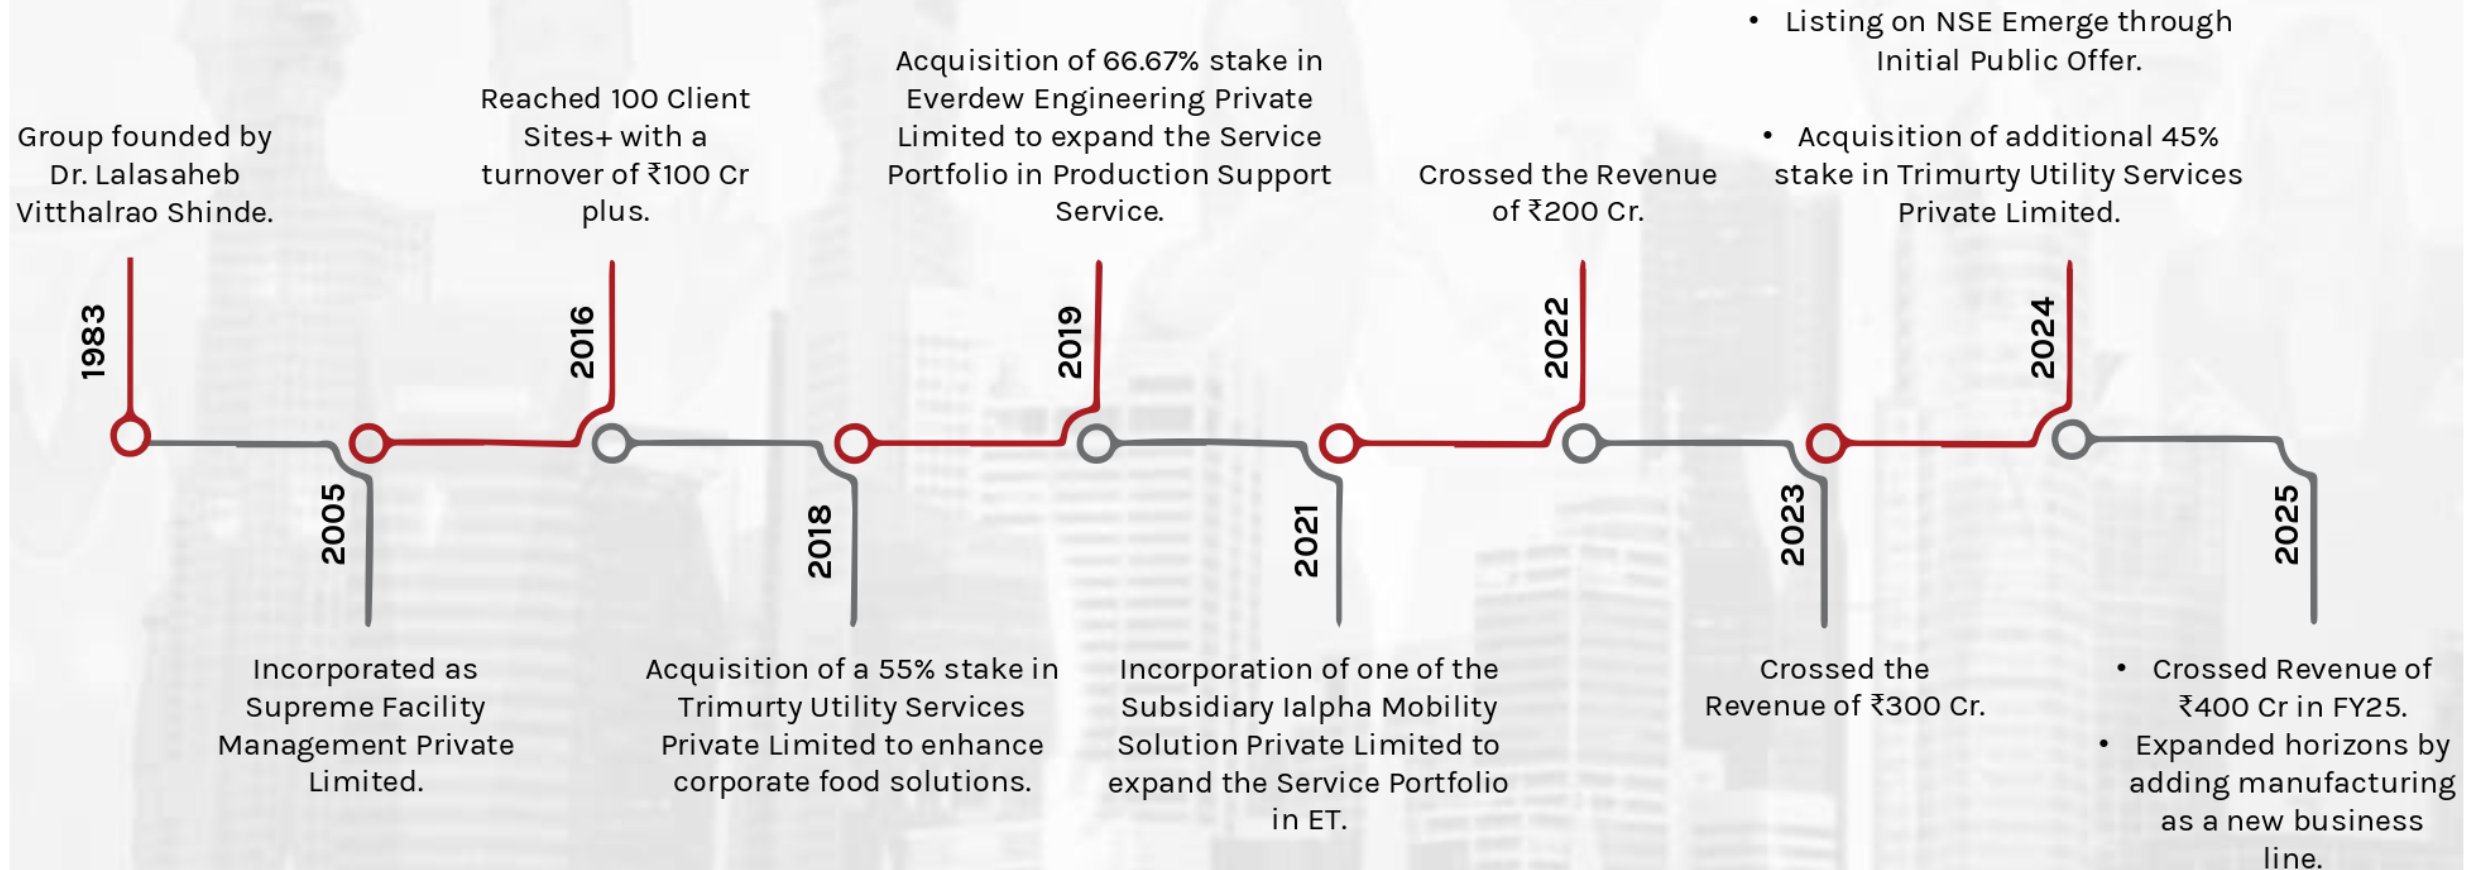 Group founded by
Dr. Lalasaheb
Vitthalrao Shinde.
1983
Incorporated as
Supreme Facility
Management Private
Limited.
2005
Reached 100 Client
Sites+ with a
turnover of ₹100 Cr
plus.
2016
Acquisition of a 55% stake in
Trimurty Utility Services
Private Limited to enhance
corporate food solutions.
2018
Acquisition of 66.67% stake in
Everdew Engineering Private
Limited to expand the Service
Portfolio in Production Support
Service.
2019
Incorporation of one of the
Subsidiary Ialpha Mobility
Solution Private Limited to
expand the Service Portfolio
in ET.
2021
Crossed the Revenue
of ₹200 Cr.
2022
Crossed the
Revenue of ₹300 Cr.
2023
• Listing on NSE Emerge through
Initial Public Offer.
• Acquisition of additional 45%
stake in Trimurty Utility Services
Private Limited.
2024
• Crossed Revenue of
₹400 Cr in FY25.
• Expanded horizons by
adding manufacturing
as a new business
line.
2025